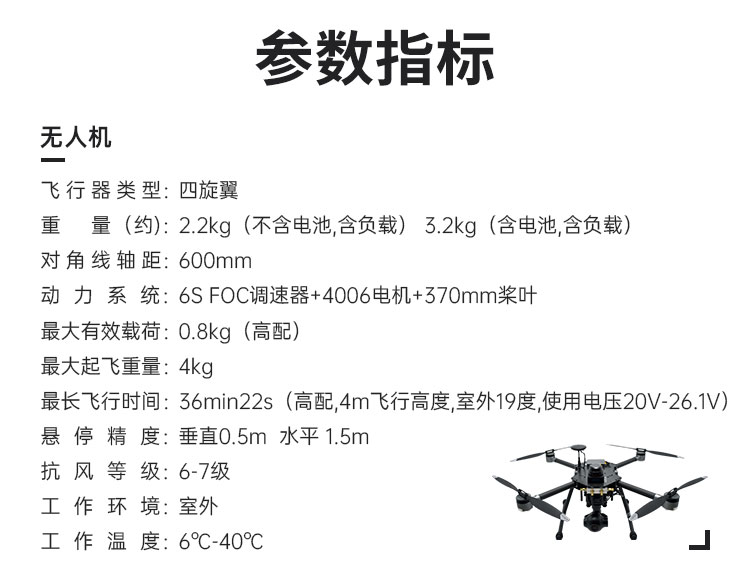 参数指标
无人机
飞行器类型：四旋翼
重 量（约）：2.2kg（不含电池,含负载） 3.2kg（含电池,含负载）
对角线轴距：600mm
动力系统：6S FOC调速器+4006电机+370mm桨叶
最大有效载荷：0.8kg（高配）
最大起飞重量：4kg
最长飞行时间：36min22s（高配,4m飞行高度,室外19度,使用电压20V-26.1V）
悬停精度：垂直0.5m 水平 1.5m
抗风等级：6-7级
工作环境：室外
工作温度：6℃-40℃